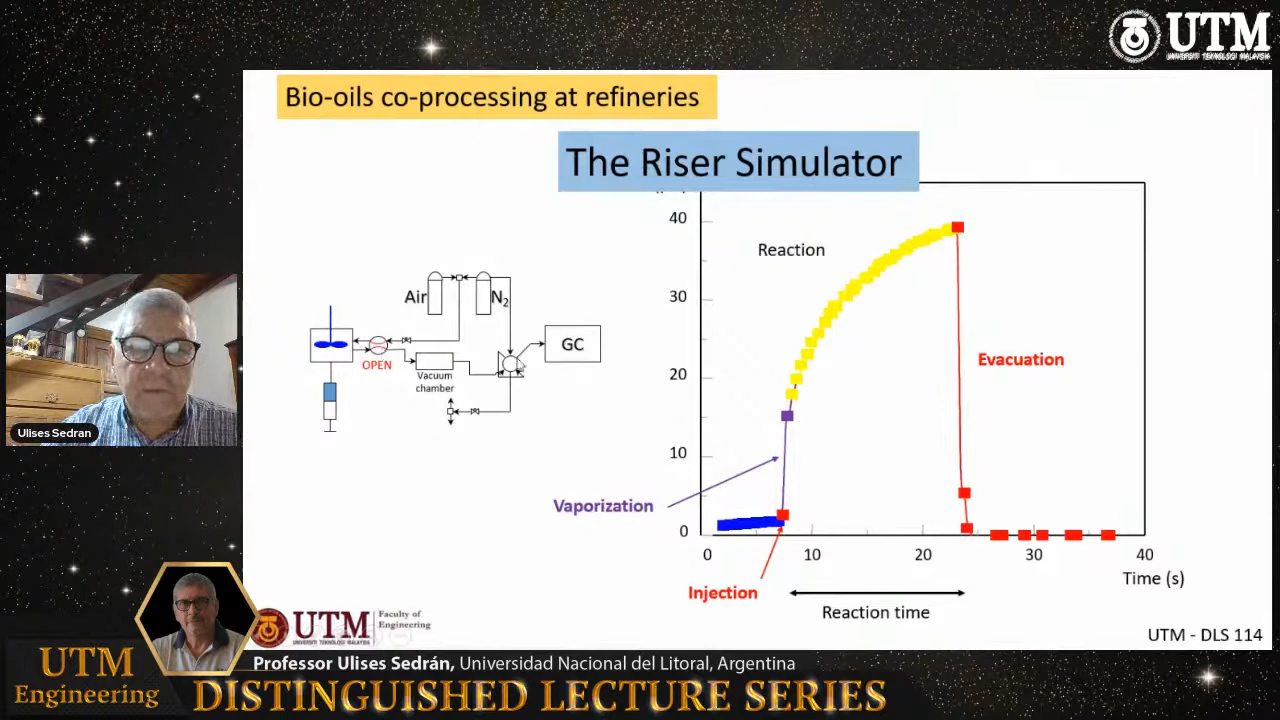 UTM
UNIVERSITI TEKNOLOGI MALAYSIA
Bio-oils co-processing at refineries
The Riser Simulator
40
30
20
10
0
Reaction
Evacuation
Vaporization
Injection
0 10 20 30 40
Time (s)
Reaction time
Air
N2
GC
OPEN
Vacuum
chamber
Ulises Sedran
UTM
UNIVERSITI TEKNOLOGI MALAYSIA
Faculty of
Engineering
UTM - DLS 114
UTM
Engineering
Professor Ulises Sedrán, Universidad Nacional del Litoral, Argentina
DISTINGUISHED LECTURE SERIES